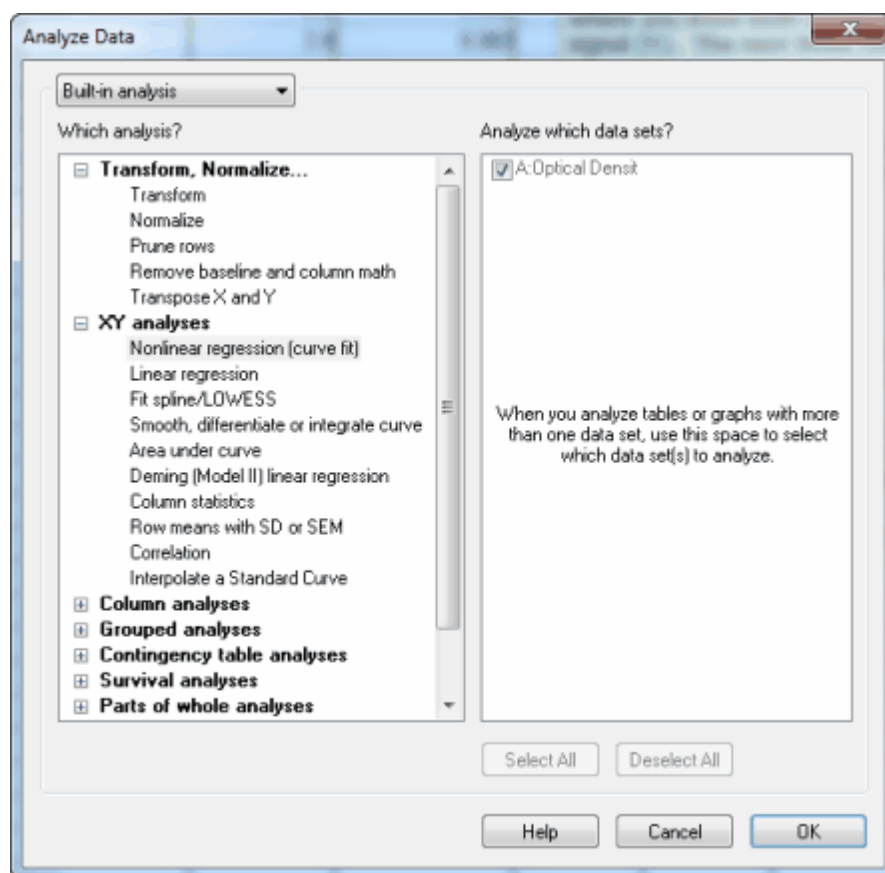 Analyze Data
Built-in analysis
Which analysis?
Transform, Normalize...
Transform
Normalize
Prune rows
Remove baseline and column math
Transpose X and Y
XY analyses
Nonlinear regression (curve fit)
Linear regression
Fit spline/LOWESS
Smooth, differentiate or integrate curve
Area under curve
Deming (Model II) linear regression
Column statistics
Row means with SD or SEM
Correlation
Interpolate a Standard Curve
Column analyses
Grouped analyses
Contingency table analyses
Survival analyses
Parts of whole analyses
Analyze which data sets?
A:Optical Densit
When you analyze tables or graphs with more
than one data set, use this space to select
which data set(s) to analyze.
Select All Deselect All
Help Cancel OK